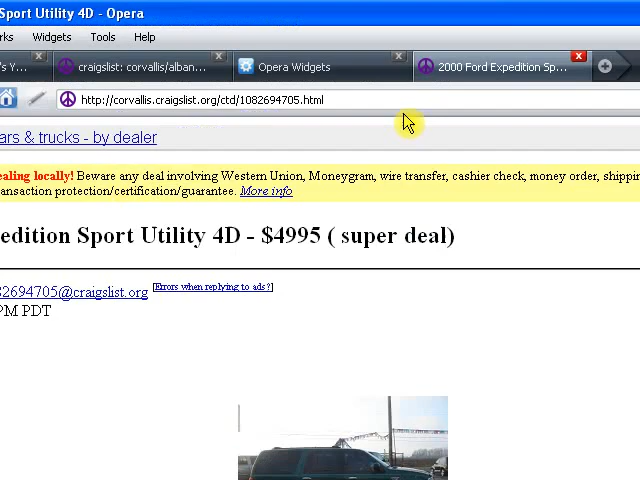 Sport Utility 4D - Opera
rks Widgets Tools Help
's Y... craigslist: corvallis/alban... Opera Widgets 2000 Ford Expedition Sp...
http://corvallis.craigslist.org/ctd/1082694705.html
ars & trucks - by dealer
ealing locally! Beware any deal involving Western Union, Moneygram, wire transfer, cashier check, money order, shippin
ansaction protection/certification/guarantee. More info
edition Sport Utility 4D - $4995 ( super deal)
82694705@craigslist.org [Errors when replying to ads?]
PM PDT